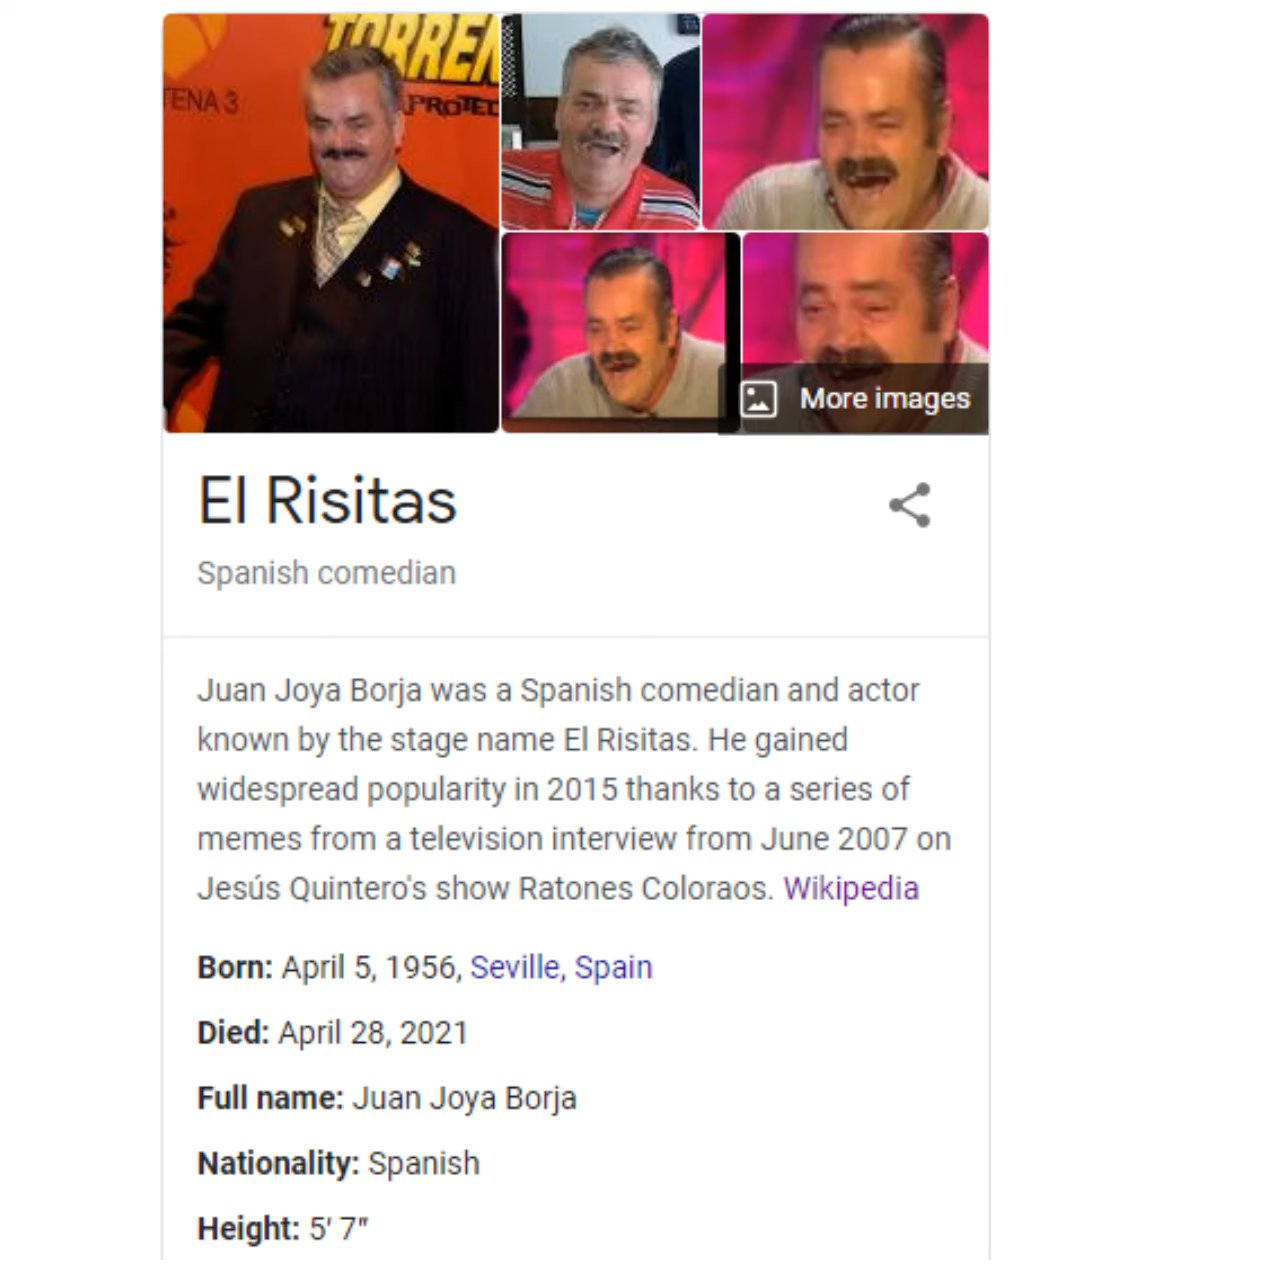 TORREN
TENA 3
APROTEC
More images
El Risitas
Spanish comedian
Juan Joya Borja was a Spanish comedian and actor
known by the stage name El Risitas. He gained
widespread popularity in 2015 thanks to a series of
memes from a television interview from June 2007 on
Jesús Quintero's show Ratones Coloraos. Wikipedia
Born: April 5, 1956, Seville, Spain
Died: April 28, 2021
Full name: Juan Joya Borja
Nationality: Spanish
Height: 5′ 7″